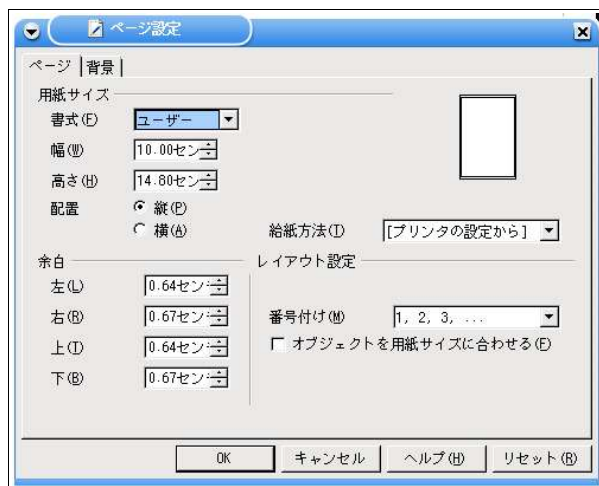 ページ設定
ページ 背景
用紙サイズ
書式(F) ユーザー
幅(W) 10.00セン
高さ(H) 14.80セン
配置 縦(P)
横(A)
給紙方法(T) [プリンタの設定から]
余白
左(L) 0.64セン
右(R) 0.67セン
上(T) 0.64セン
下(B) 0.67セン
レイアウト設定
番号付け(M) 1, 2, 3, ...
オブジェクトを用紙サイズに合わせる(F)
OK キャンセル ヘルプ(H) リセット(R)